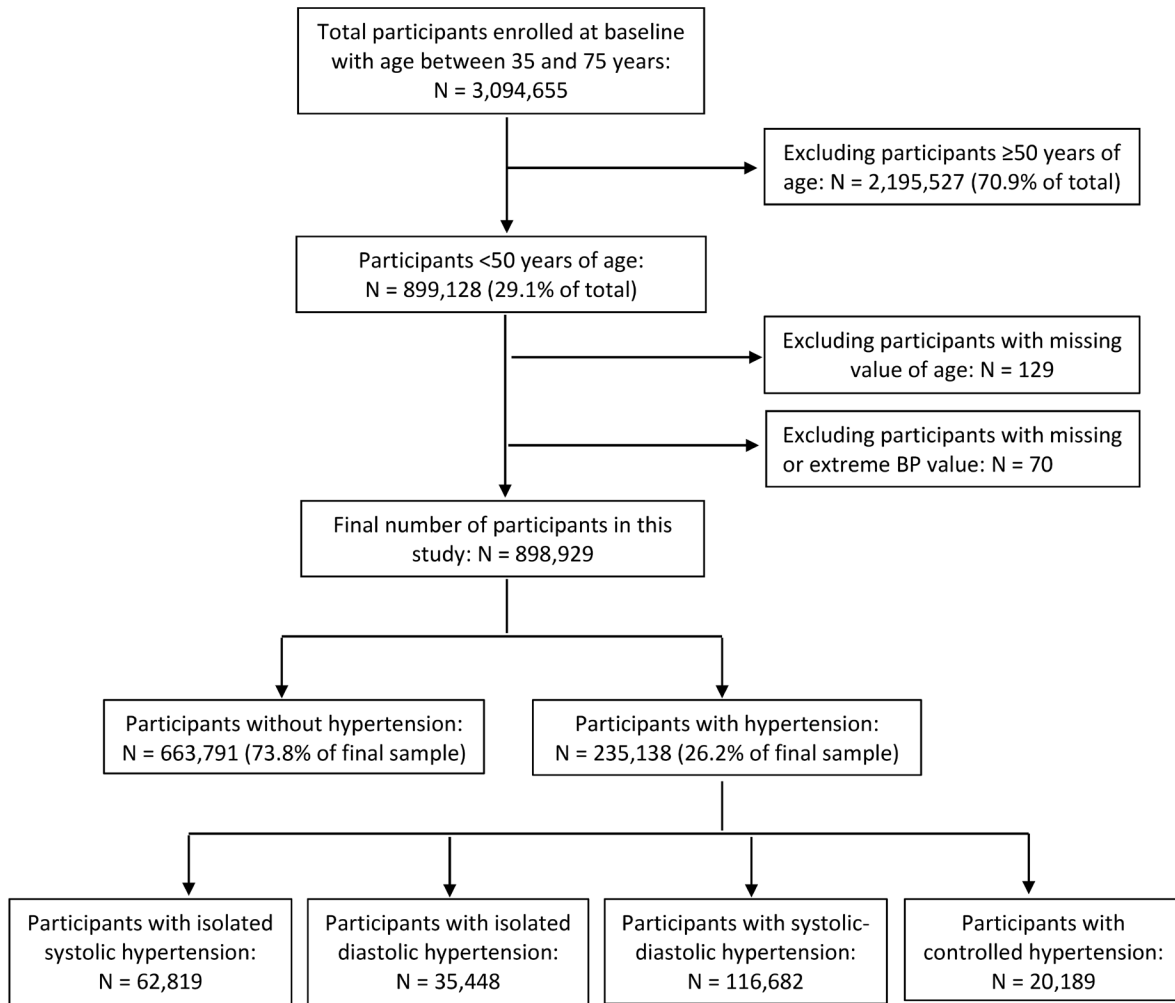 Total participants enrolled at baseline
with age between 35 and 75 years:
N = 3,094,655
Excluding participants ≥50 years of
age: N = 2,195,527 (70.9% of total)
Participants <50 years of age:
N = 899,128 (29.1% of total)
Excluding participants with missing
value of age: N = 129
Excluding participants with missing
or extreme BP value: N = 70
Final number of participants in this
study: N = 898,929
Participants without hypertension:
N = 663,791 (73.8% of final sample)
Participants with hypertension:
N = 235,138 (26.2% of final sample)
Participants with isolated
systolic hypertension:
N = 62,819
Participants with isolated
diastolic hypertension:
N = 35,448
Participants with systolic-
diastolic hypertension:
N = 116,682
Participants with
controlled hypertension:
N = 20,189